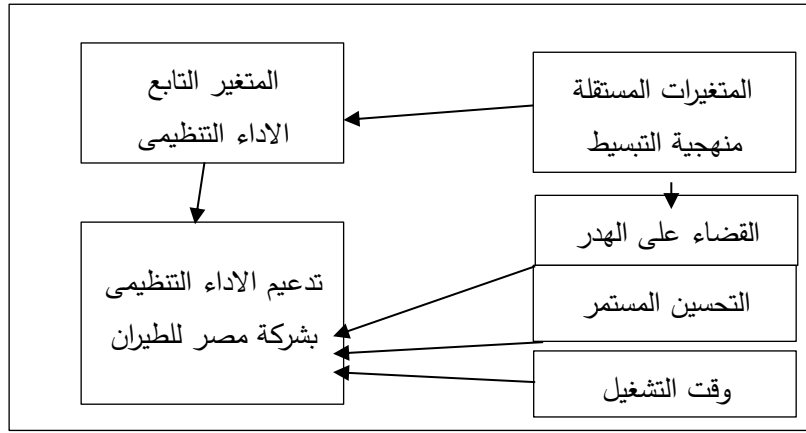 المتغيرات المستقلة
منهجية التبسيط
المتغير التابع
الاداء التنظيمى
القضاء على الهدر
التحسين المستمر
وقت التشغيل
تدعيم الاداء التنظيمى
بشركة مصر للطيران